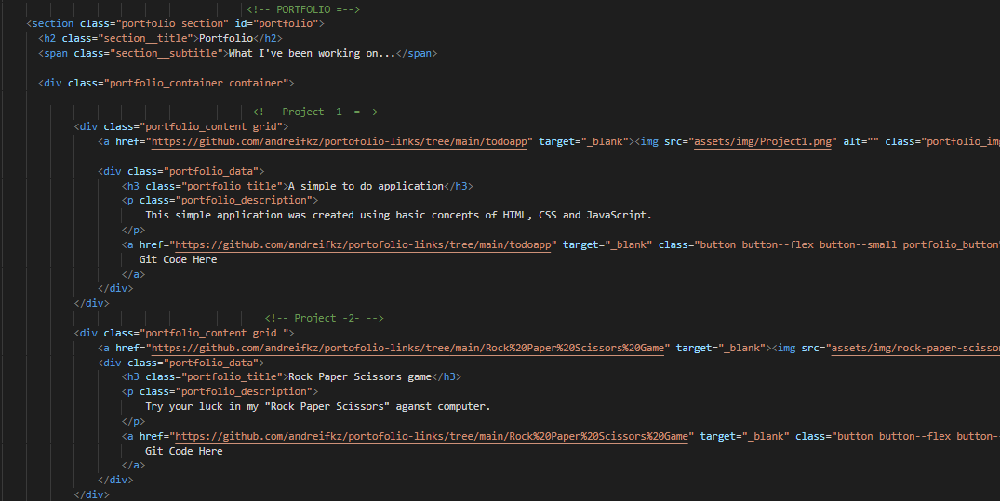 <!-- PORTFOLIO =-->
<section class="portfolio section" id="portfolio">
<h2 class="section__title">Portfolio</h2>
<span class="section__subtitle">What I've been working on...</span>
<div class="portfolio_container container">
<!-- Project -1- =-->
<div class="portfolio_content grid">
<a href="https://github.com/andreifkz/portofolio-links/tree/main/todoapp" target="_blank"><img src="assets/img/Project1.png" alt="" class="portfolio_img
<div class="portfolio_data">
<h3 class="portfolio_title">A simple to do application</h3>
<p class="portfolio_description">
This simple application was created using basic concepts of HTML, CSS and JavaScript.
</p>
<a href="https://github.com/andreifkz/portofolio-links/tree/main/todoapp" target="_blank" class="button button--flex button--small portfolio_button"
Git Code Here
</a>
</div>
</div>
<!-- Project -2- -->
<div class="portfolio_content grid ">
<a href="https://github.com/andreifkz/portofolio-links/tree/main/Rock%20Paper%20Scissors%20Game" target="_blank"><img src="assets/img/rock-paper-scissor
<div class="portfolio_data">
<h3 class="portfolio_title">Rock Paper Scissors game</h3>
<p class="portfolio_description">
Try your luck in my "Rock Paper Scissors" aganst computer.
</p>
<a href="https://github.com/andreifkz/portofolio-links/tree/main/Rock%20Paper%20Scissors%20Game" target="_blank" class="button button--flex button--
Git Code Here
</a>
</div>
</div>